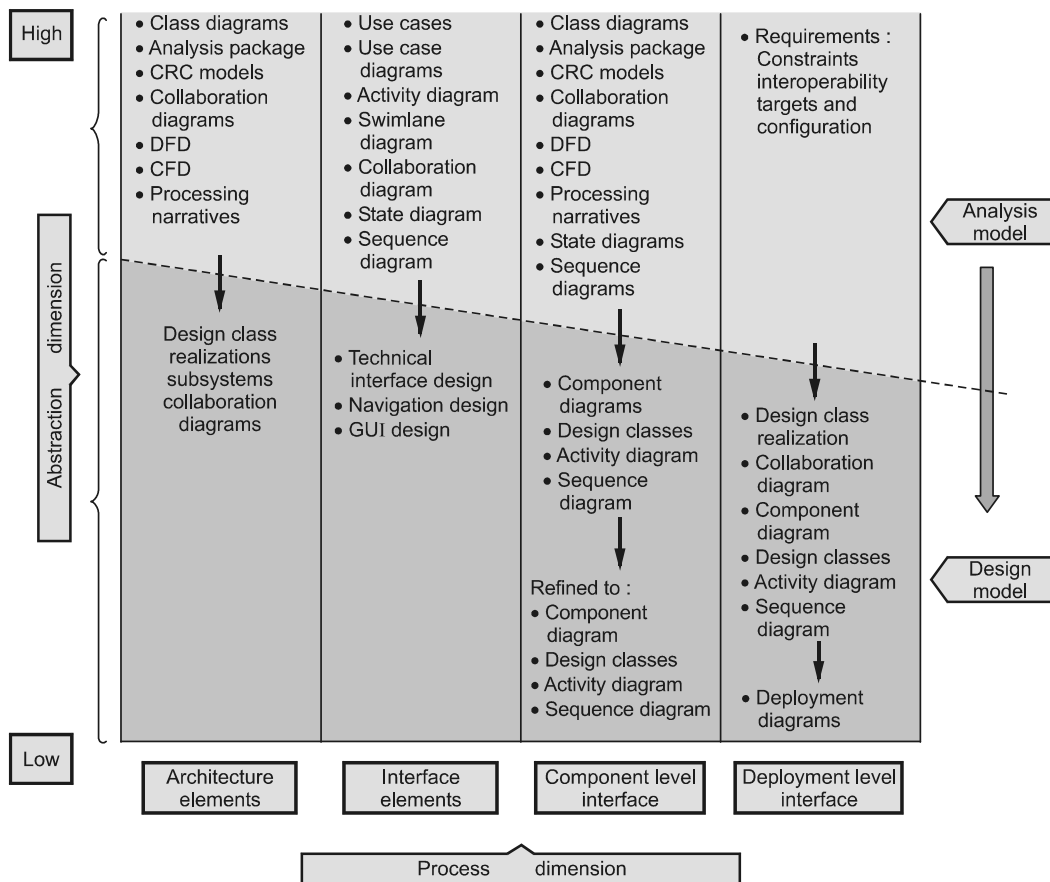 High
• Class diagrams
• Analysis package
• CRC models
• Collaboration
diagrams
• DFD
• CFD
• Processing
narratives
Design class
realizations
subsystems
collaboration
diagrams
• Use cases
• Use case
diagrams
• Activity diagram
• Swimlane
diagram
• Collaboration
diagram
• State diagram
• Sequence
diagram
• Technical
interface design
• Navigation design
• GUI design
• Class diagrams
• Analysis package
• CRC models
• Collaboration
diagrams
• DFD
• CFD
• Processing
narratives
• State diagrams
• Sequence
diagrams
• Component
diagrams
• Design classes
• Activity diagram
• Sequence
diagram
Refined to :
• Component
diagram
• Design classes
• Activity diagram
• Sequence diagram
• Requirements :
Constraints
interoperability
targets and
configuration
• Design class
realization
• Collaboration
diagram
• Component
diagram
• Design classes
• Activity diagram
• Sequence
diagram
• Deployment
diagrams
Analysis
model
Design
model
Abstraction dimension
Low
Architecture
elements
Interface
elements
Component level
interface
Deployment level
interface
Process dimension